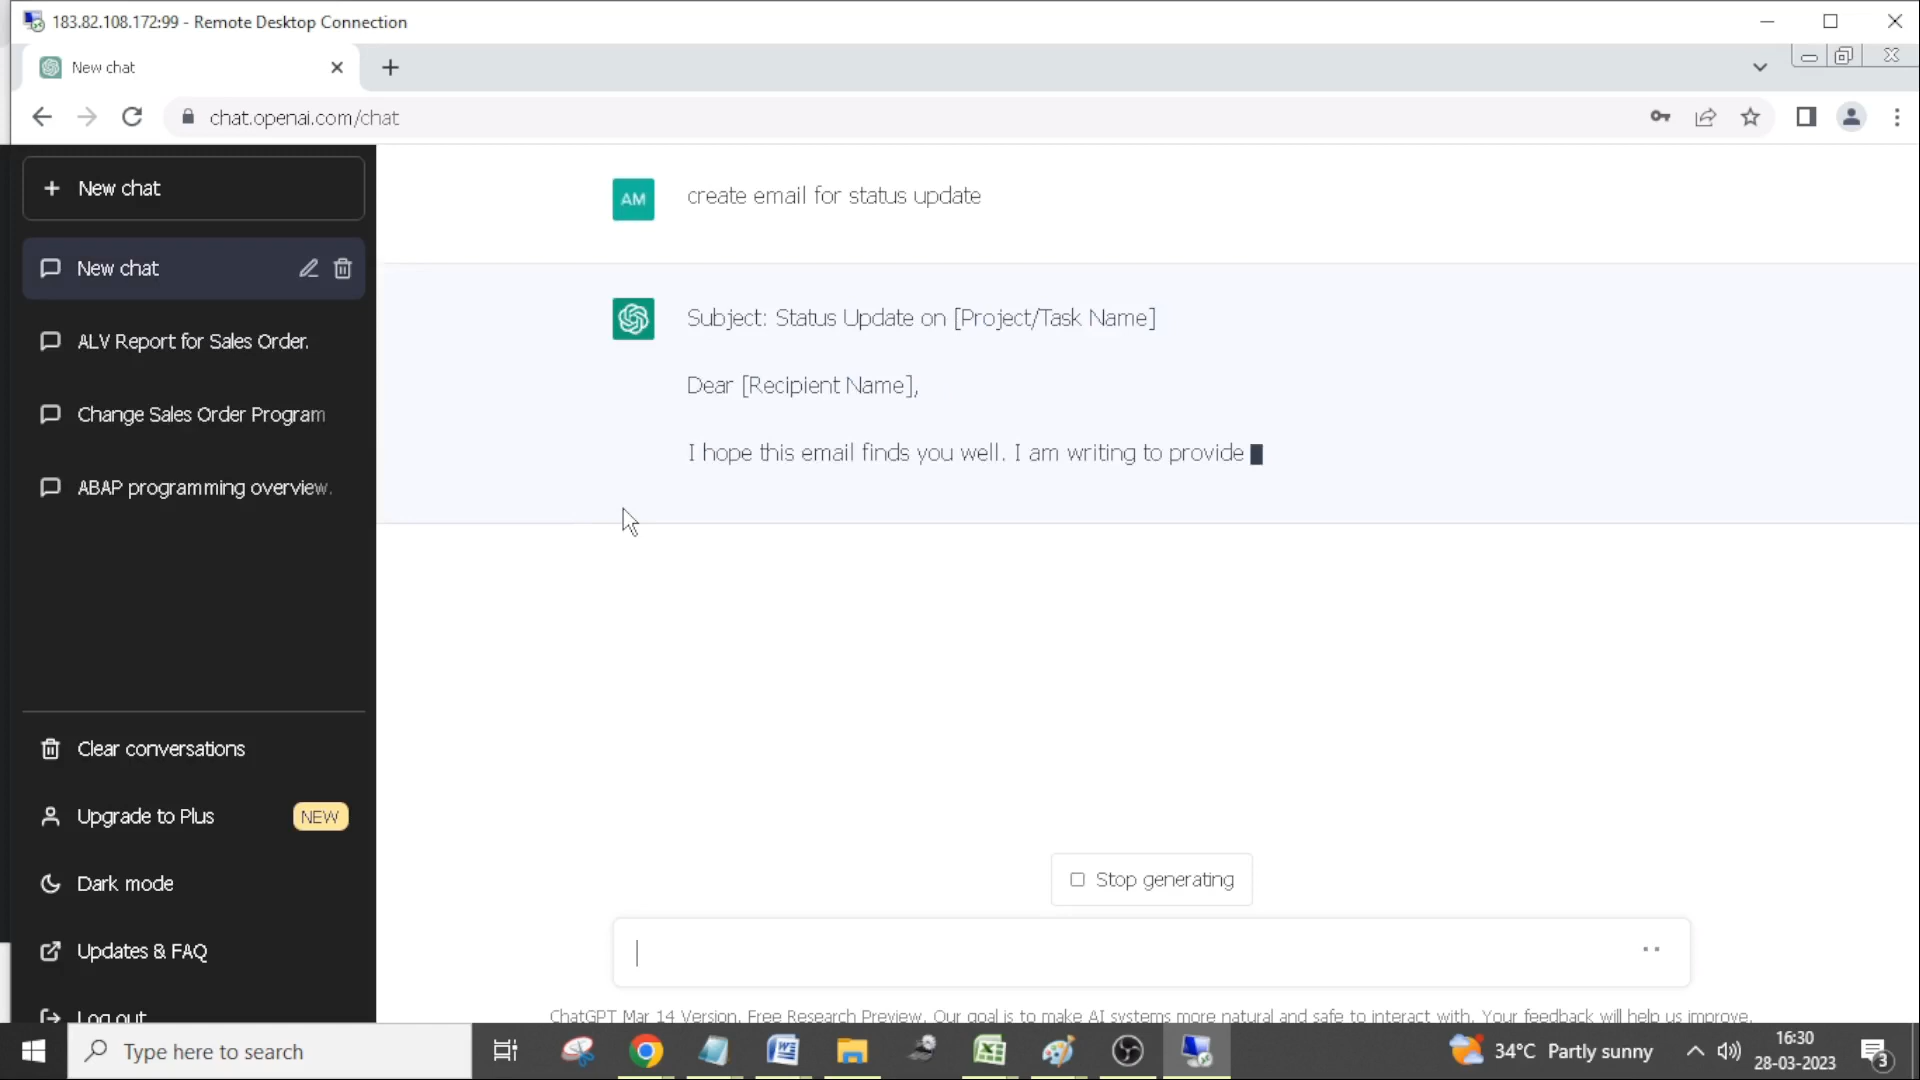 183.82.108.172:99 - Remote Desktop Connection
New chat
chat.openai.com/chat
New chat
New chat
ALV Report for Sales Order.
Change Sales Order Program
ABAP programming overview.
Clear conversations
Upgrade to Plus
NEW
Dark mode
Updates & FAQ
Log out
AM
create email for status update
Subject: Status Update on [Project/Task Name]
Dear [Recipient Name],
I hope this email finds you well. I am writing to provide
Stop generating
ChatGPT Mar 14 Version. Free Research Preview. Our goal is to make AI systems more natural and safe to interact with. Your feedback will help us improve.
Type here to search
34°C Partly sunny
16:30
28-03-2023
3